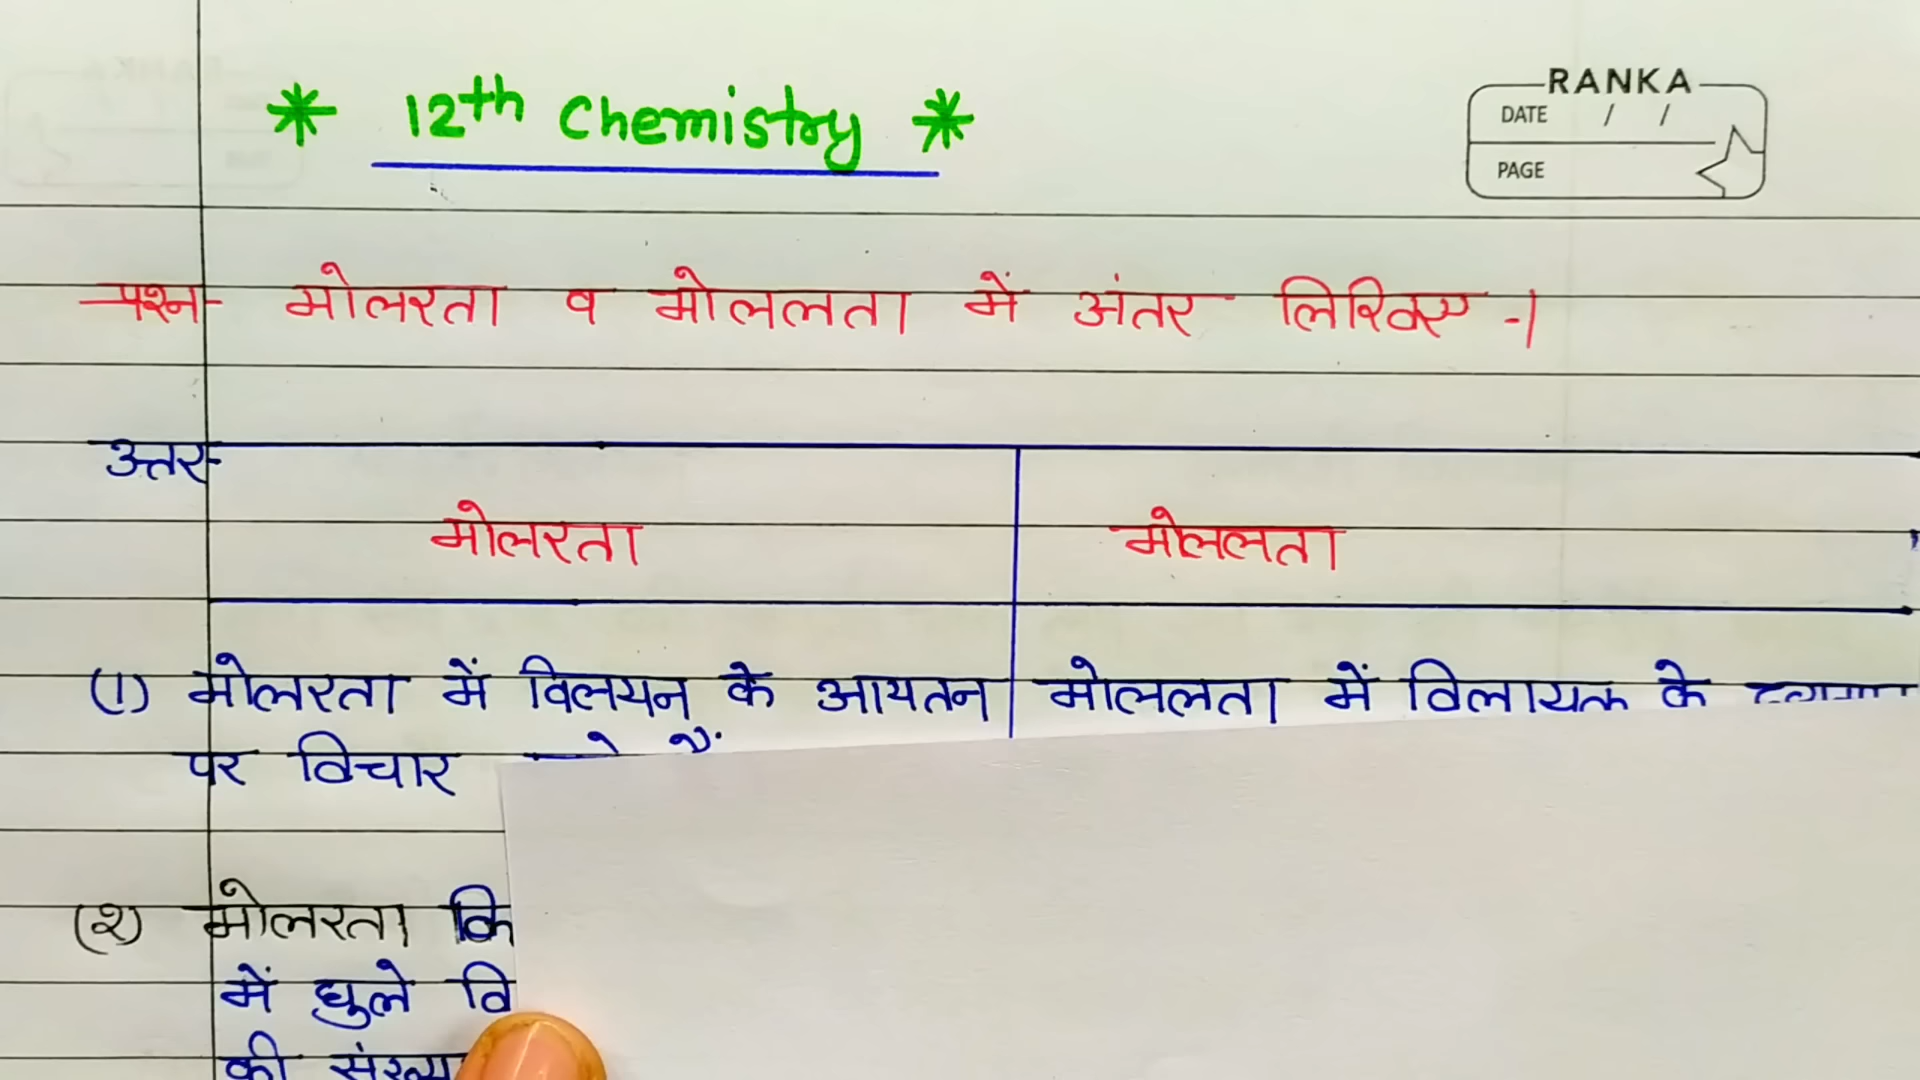 * 12th Chemistry *
RANKA
DATE / /
PAGE
प्रश्न- मोलरता व मोललता में अंतर लिखिए -।
उत्तर-
मोलरता मोललता
(1) मोलरता में विलयन के आयतन मोललता में विलायक के
पर विचार
(२) मोलरता कि
में घुले वि
की